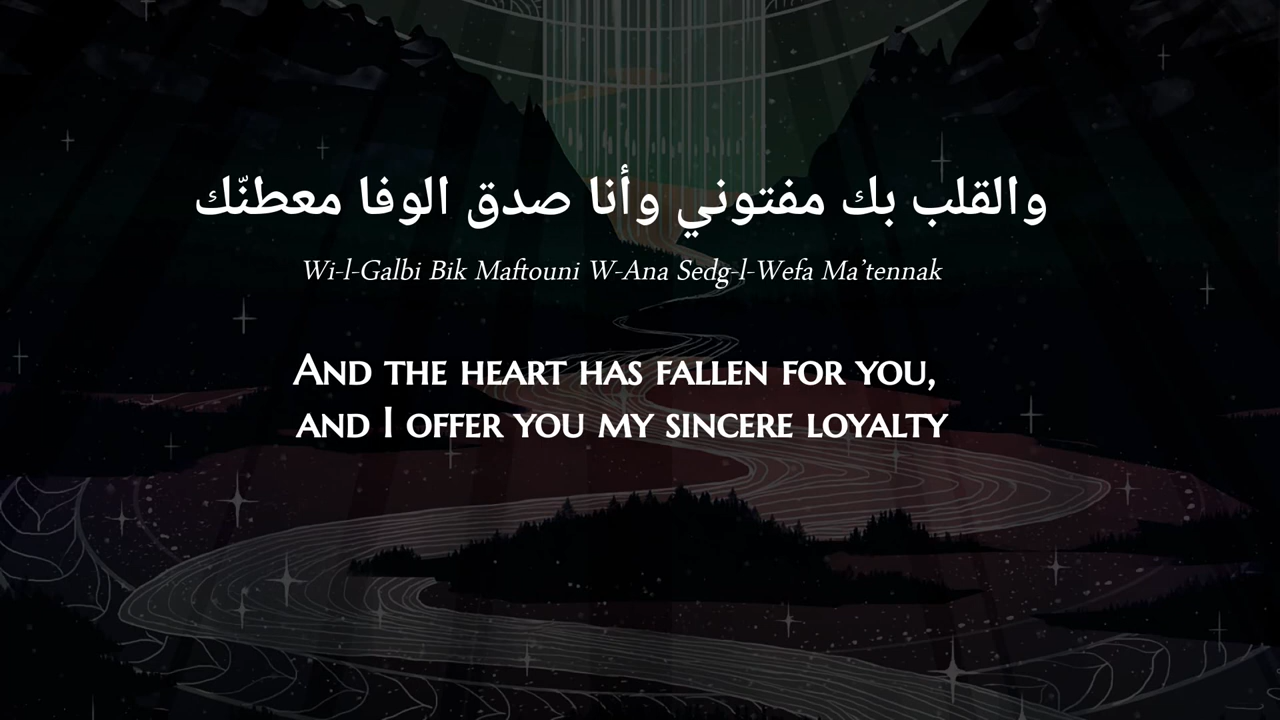 والقلب بك مفتوني وأنا صدق الوفا معطنّك
Wi-l-Galbi Bik Maftouni W-Ana Sedg-l-Wefa Ma’tennak
And the heart has fallen for you,
and I offer you my sincere loyalty